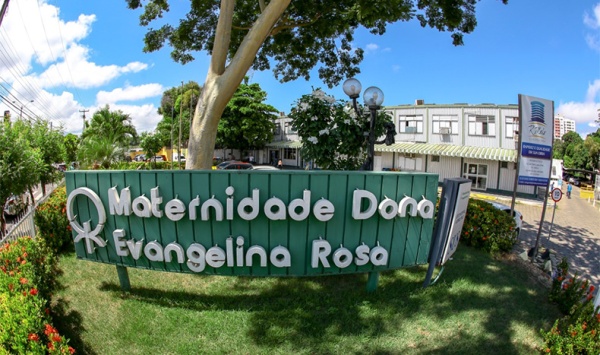 Maternidade Dona
Evangelina Rosa